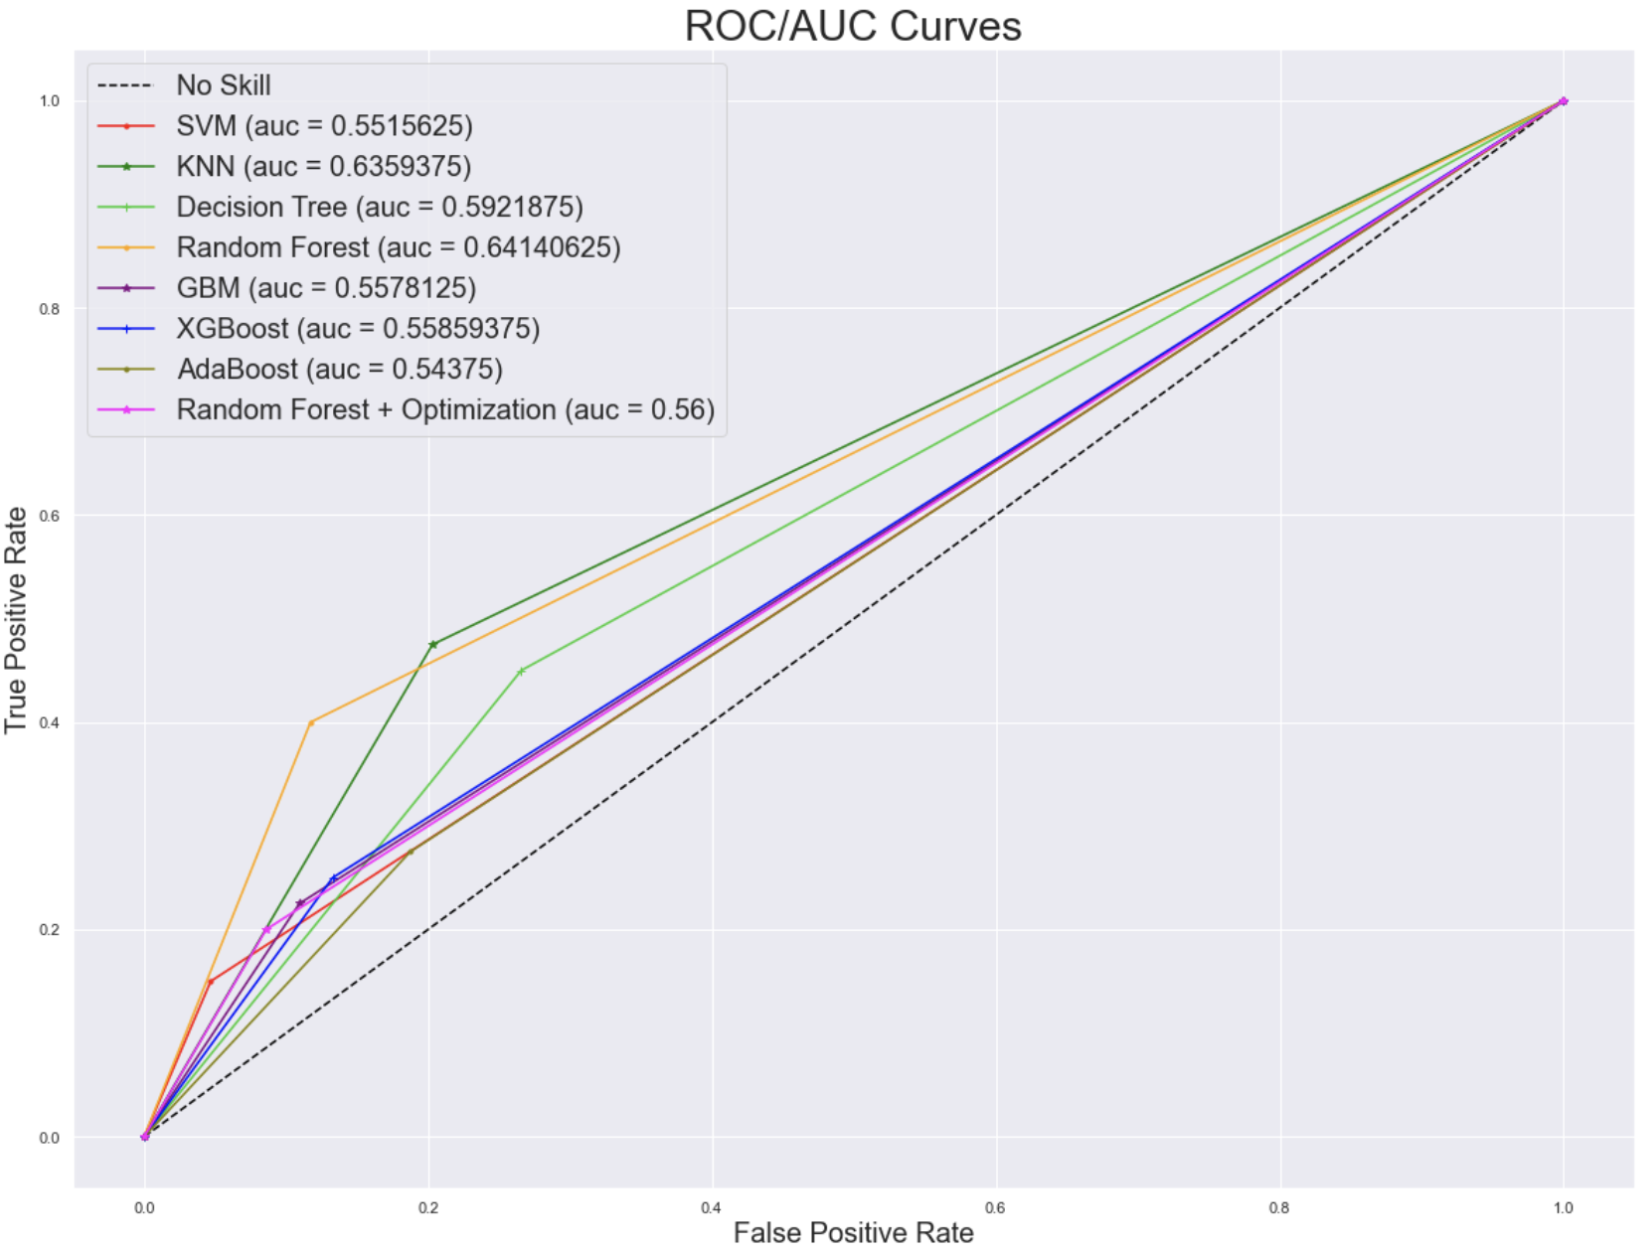 ROC/AUC Curves
No Skill
SVM (auc = 0.5515625)
KNN (auc = 0.6359375)
Decision Tree (auc = 0.5921875)
Random Forest (auc = 0.64140625)
GBM (auc = 0.5578125)
XGBoost (auc = 0.55859375)
AdaBoost (auc = 0.54375)
Random Forest + Optimization (auc = 0.56)
True Positive Rate
1.0
0.8
0.6
0.4
0.2
0.0
0.0 0.2 0.4 0.6 0.8 1.0
False Positive Rate